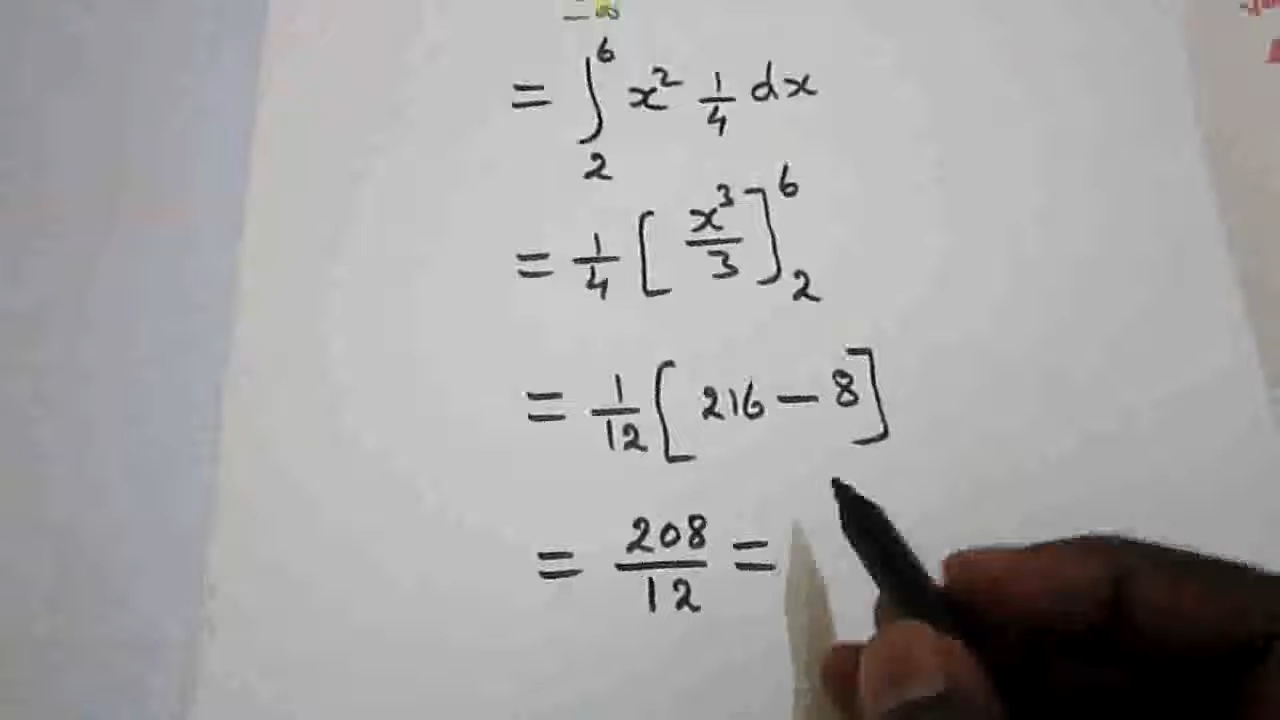 -∞
= ∫₂⁶ x² 1/4 dx
= 1/4 [ x³/3 ]₂⁶
= 1/12 [ 216 - 8 ]
= 208/12 =